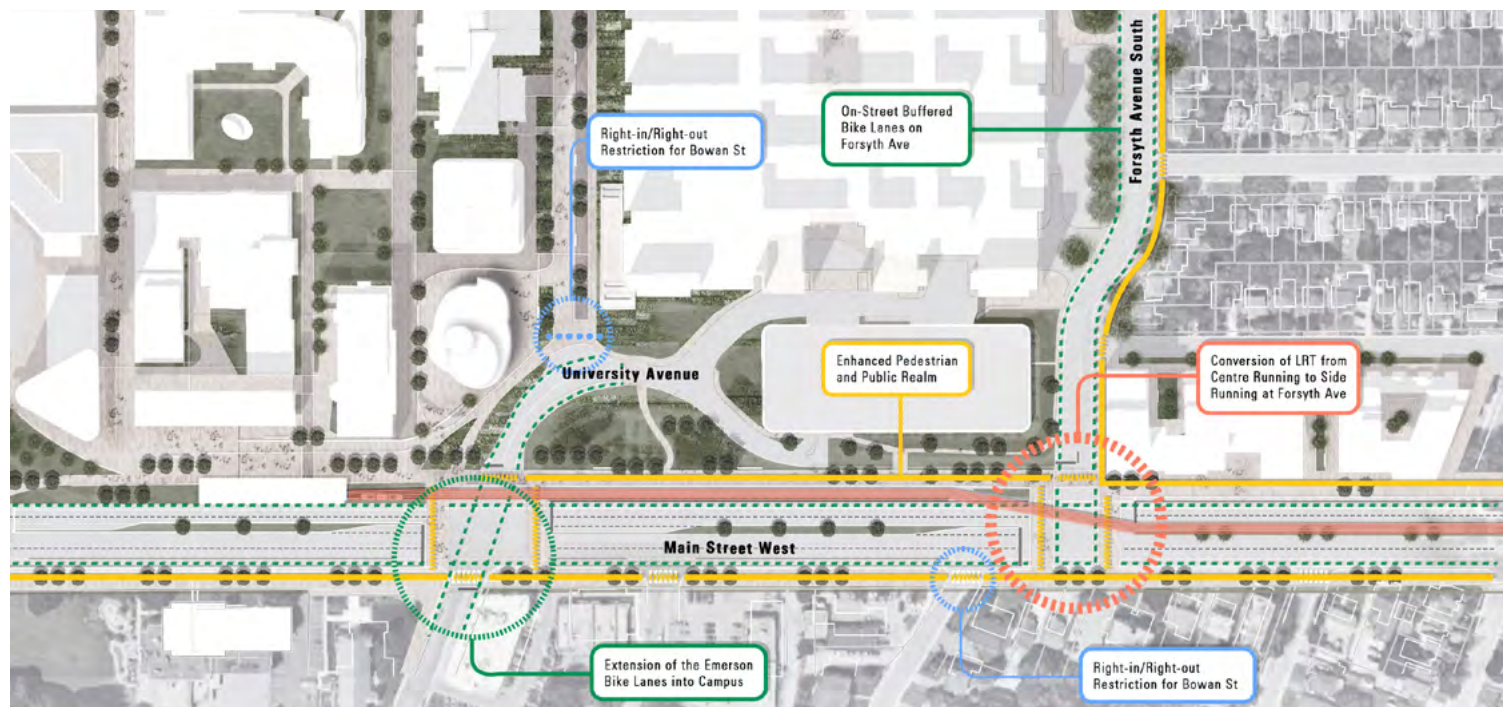 Right-in/Right-out
Restriction for Bowan St
On-Street Buffered
Bike Lanes on
Forsyth Ave
Forsyth Avenue South
University Avenue
Enhanced Pedestrian
and Public Realm
Conversion of LRT from
Centre Running to Side
Running at Forsyth Ave
Main Street West
Extension of the Emerson
Bike Lanes into Campus
Right-in/Right-out
Restriction for Bowan St